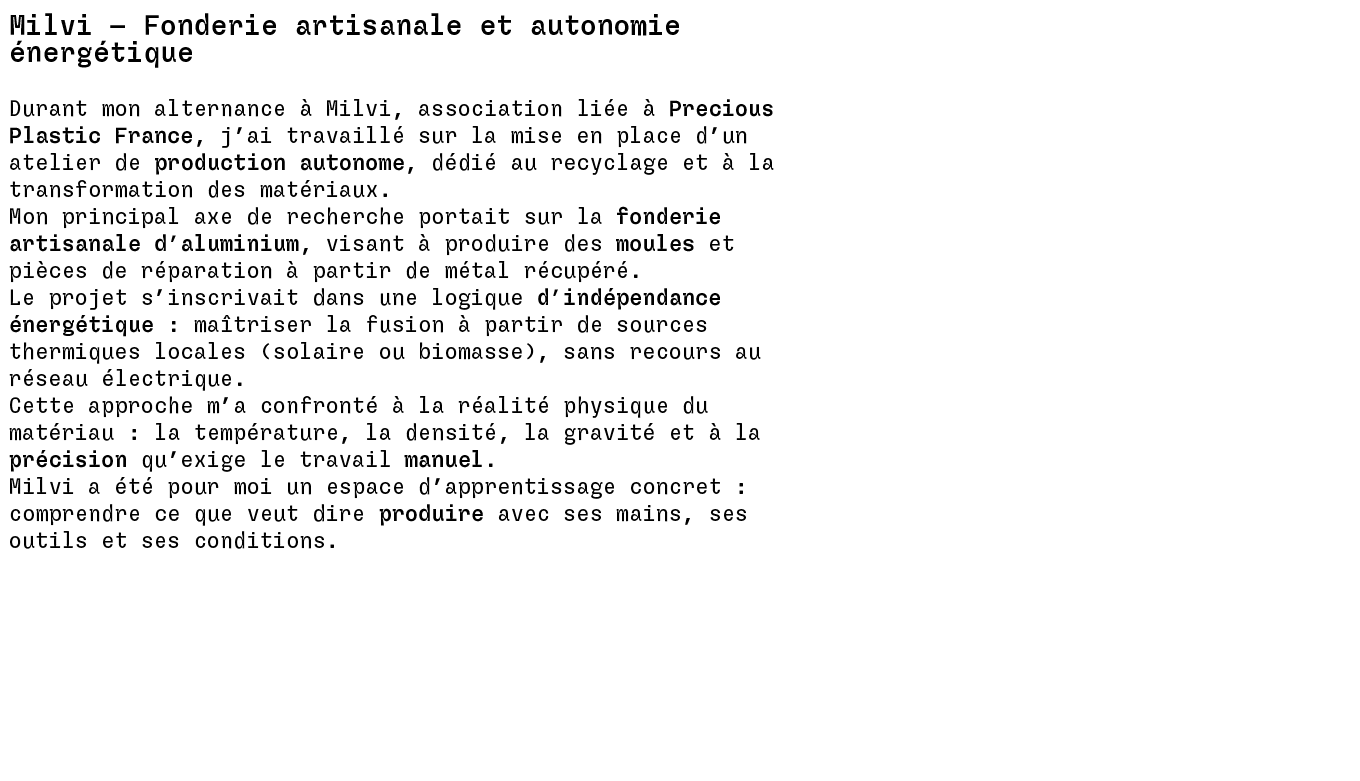 Milvi — Fonderie artisanale et autonomie
énergétique
Durant mon alternance à Milvi, association liée à Precious
Plastic France, j’ai travaillé sur la mise en place d’un
atelier de production autonome, dédié au recyclage et à la
transformation des matériaux.
Mon principal axe de recherche portait sur la fonderie
artisanale d’aluminium, visant à produire des moules et
pièces de réparation à partir de métal récupéré.
Le projet s’inscrivait dans une logique d’indépendance
énergétique : maîtriser la fusion à partir de sources
thermiques locales (solaire ou biomasse), sans recours au
réseau électrique.
Cette approche m’a confronté à la réalité physique du
matériau : la température, la densité, la gravité et à la
précision qu’exige le travail manuel.
Milvi a été pour moi un espace d’apprentissage concret :
comprendre ce que veut dire produire avec ses mains, ses
outils et ses conditions.